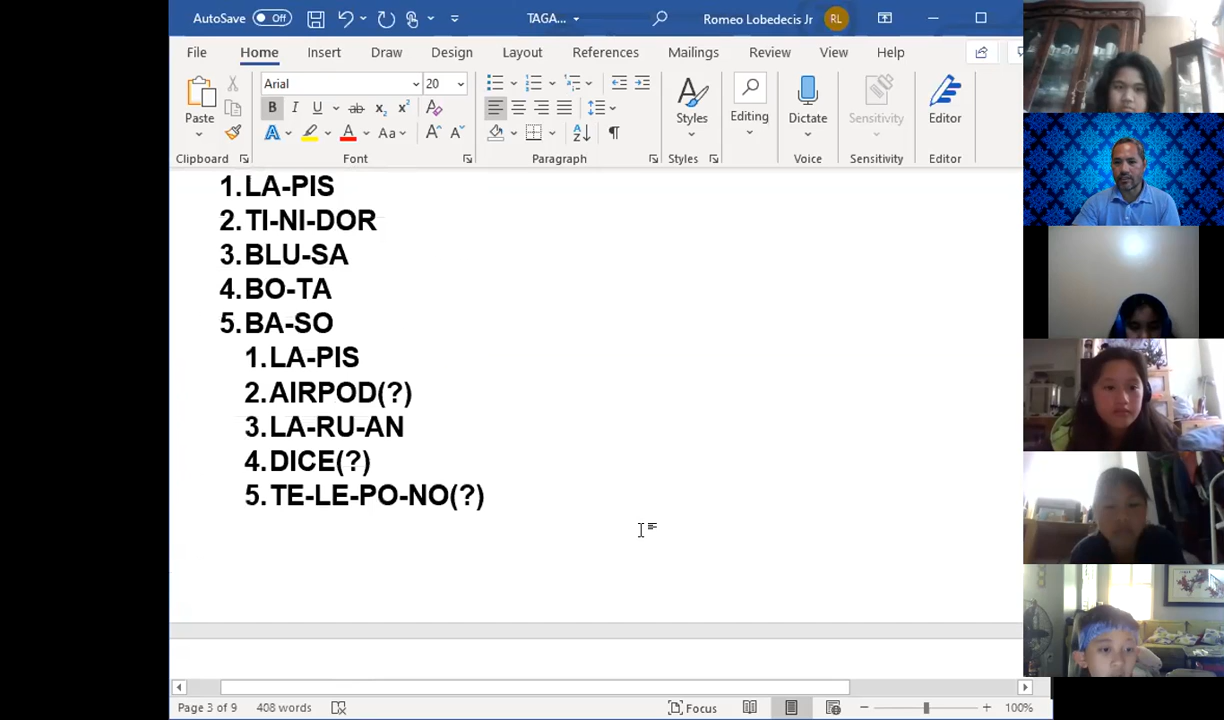 AutoSave Off TAGA... Romeo Lobedecis Jr RL
File Home Insert Draw Design Layout References Mailings Review View Help
Arial 20
Paste Styles Editing Dictate Sensitivity Editor
Clipboard Font Paragraph Styles Voice Sensitivity Editor
1.LA-PIS
2.TI-NI-DOR
3.BLU-SA
4.BO-TA
5.BA-SO
1.LA-PIS
2.AIRPOD(?)
3.LA-RU-AN
4.DICE(?)
5.TE-LE-PO-NO(?)
Page 3 of 9 408 words Focus 100%